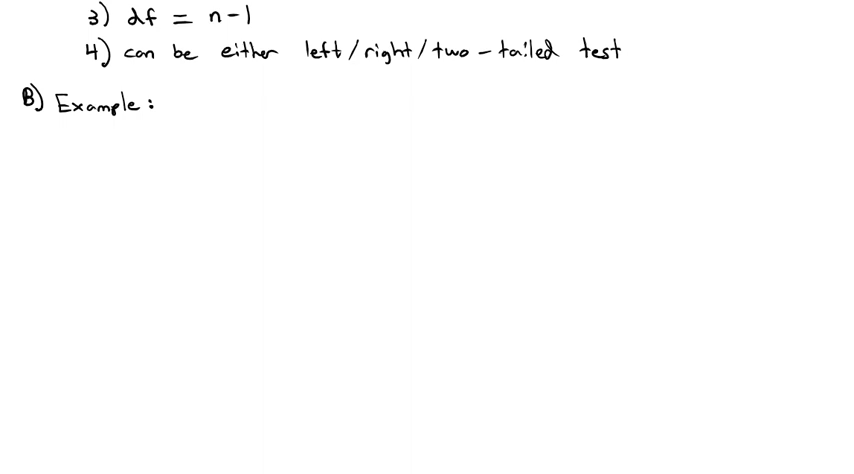 3) df = n-1
4) can be either left/right/two-tailed test
B) Example: